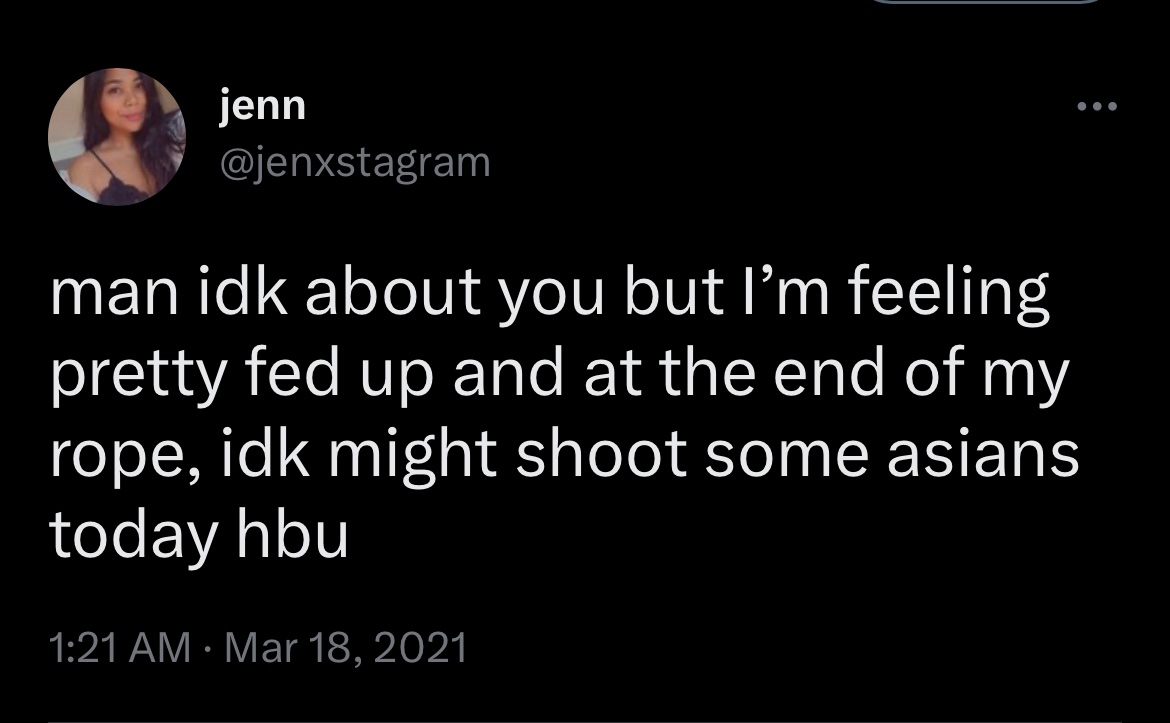 jenn
@jenxstagram
man idk about you but I’m feeling
pretty fed up and at the end of my
rope, idk might shoot some asians
today hbu
1:21 AM · Mar 18, 2021